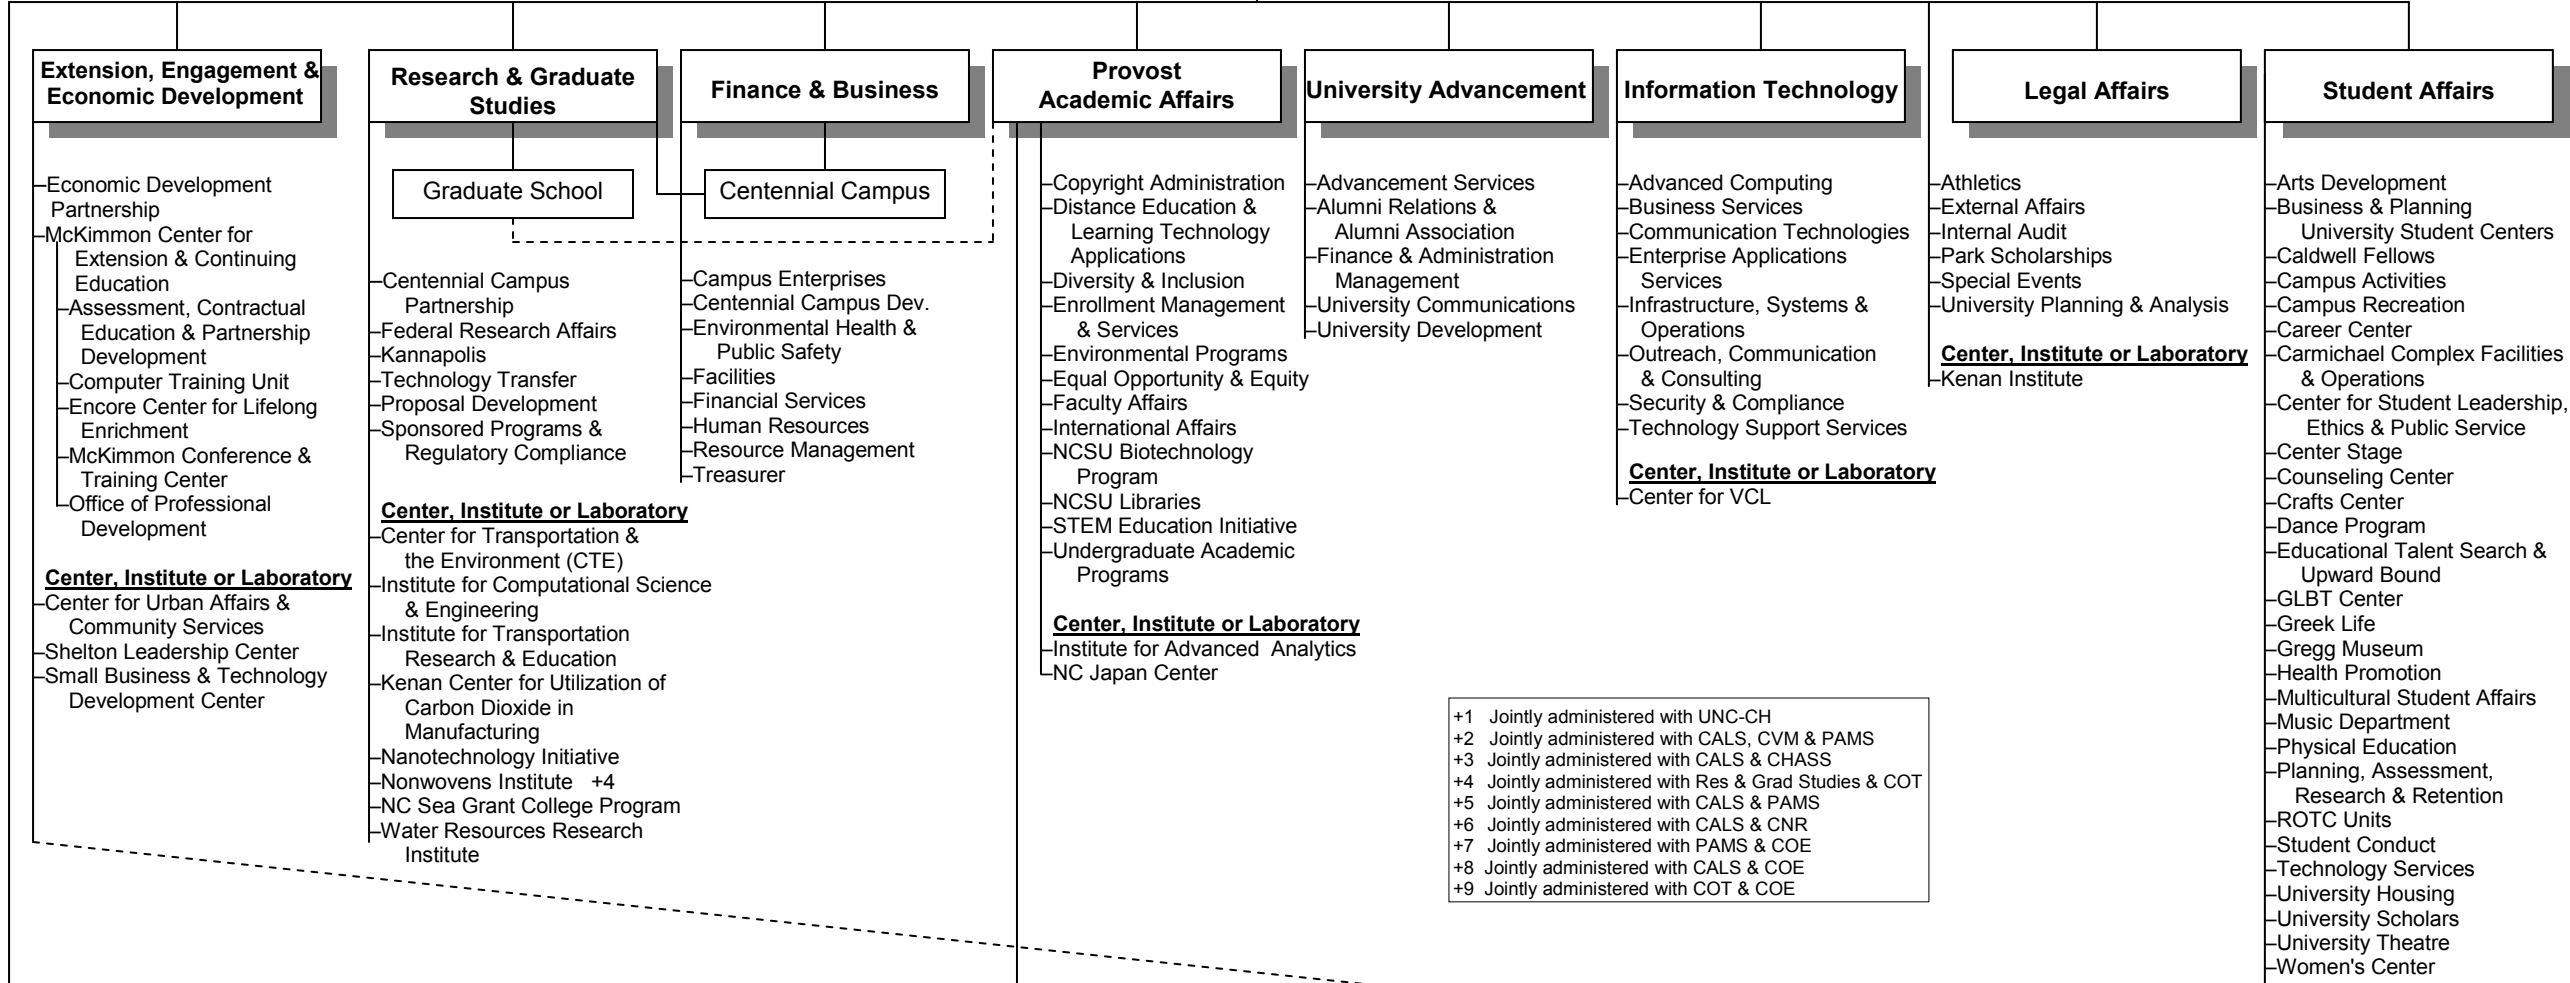 Extension, Engagement &
Economic Development
Economic Development
Partnership
McKimmon Center for
Extension & Continuing
Education
Assessment, Contractual
Education & Partnership
Development
Computer Training Unit
Encore Center for Lifelong
Enrichment
McKimmon Conference &
Training Center
Office of Professional
Development
Center, Institute or Laboratory
Center for Urban Affairs &
Community Services
Shelton Leadership Center
Small Business & Technology
Development Center
Research & Graduate
Studies
Graduate School
Centennial Campus
Partnership
Federal Research Affairs
Kannapolis
Technology Transfer
Proposal Development
Sponsored Programs &
Regulatory Compliance
Center, Institute or Laboratory
Center for Transportation &
the Environment (CTE)
Institute for Computational Science
& Engineering
Institute for Transportation
Research & Education
Kenan Center for Utilization of
Carbon Dioxide in
Manufacturing
Nanotechnology Initiative
Nonwovens Institute +4
NC Sea Grant College Program
Water Resources Research
Institute
Finance & Business
Centennial Campus
Campus Enterprises
Centennial Campus Dev.
Environmental Health &
Public Safety
Facilities
Financial Services
Human Resources
Resource Management
Treasurer
Provost
Academic Affairs
Copyright Administration
Distance Education &
Learning Technology
Applications
Diversity & Inclusion
Enrollment Management
& Services
Environmental Programs
Equal Opportunity & Equity
Faculty Affairs
International Affairs
NCSU Biotechnology
Program
NCSU Libraries
STEM Education Initiative
Undergraduate Academic
Programs
Center, Institute or Laboratory
Institute for Advanced Analytics
NC Japan Center
University Advancement
Advancement Services
Alumni Relations &
Alumni Association
Finance & Administration
Management
University Communications
University Development
Information Technology
Advanced Computing
Business Services
Communication Technologies
Enterprise Applications
Services
Infrastructure, Systems &
Operations
Outreach, Communication
& Consulting
Security & Compliance
Technology Support Services
Center, Institute or Laboratory
Center for VCL
Legal Affairs
Athletics
External Affairs
Internal Audit
Park Scholarships
Special Events
University Planning & Analysis
Center, Institute or Laboratory
Kenan Institute
Student Affairs
Arts Development
Business & Planning
University Student Centers
Caldwell Fellows
Campus Activities
Campus Recreation
Career Center
Carmichael Complex Facilities
& Operations
Center for Student Leadership,
Ethics & Public Service
Center Stage
Counseling Center
Crafts Center
Dance Program
Educational Talent Search &
Upward Bound
GLBT Center
Greek Life
Gregg Museum
Health Promotion
Multicultural Student Affairs
Music Department
Physical Education
Planning, Assessment,
Research & Retention
ROTC Units
Student Conduct
Technology Services
University Housing
University Scholars
University Theatre
Women's Center
+1 Jointly administered with UNC-CH
+2 Jointly administered with CALS, CVM & PAMS
+3 Jointly administered with CALS & CHASS
+4 Jointly administered with Res & Grad Studies & COT
+5 Jointly administered with CALS & PAMS
+6 Jointly administered with CALS & CNR
+7 Jointly administered with PAMS & COE
+8 Jointly administered with CALS & COE
+9 Jointly administered with COT & COE